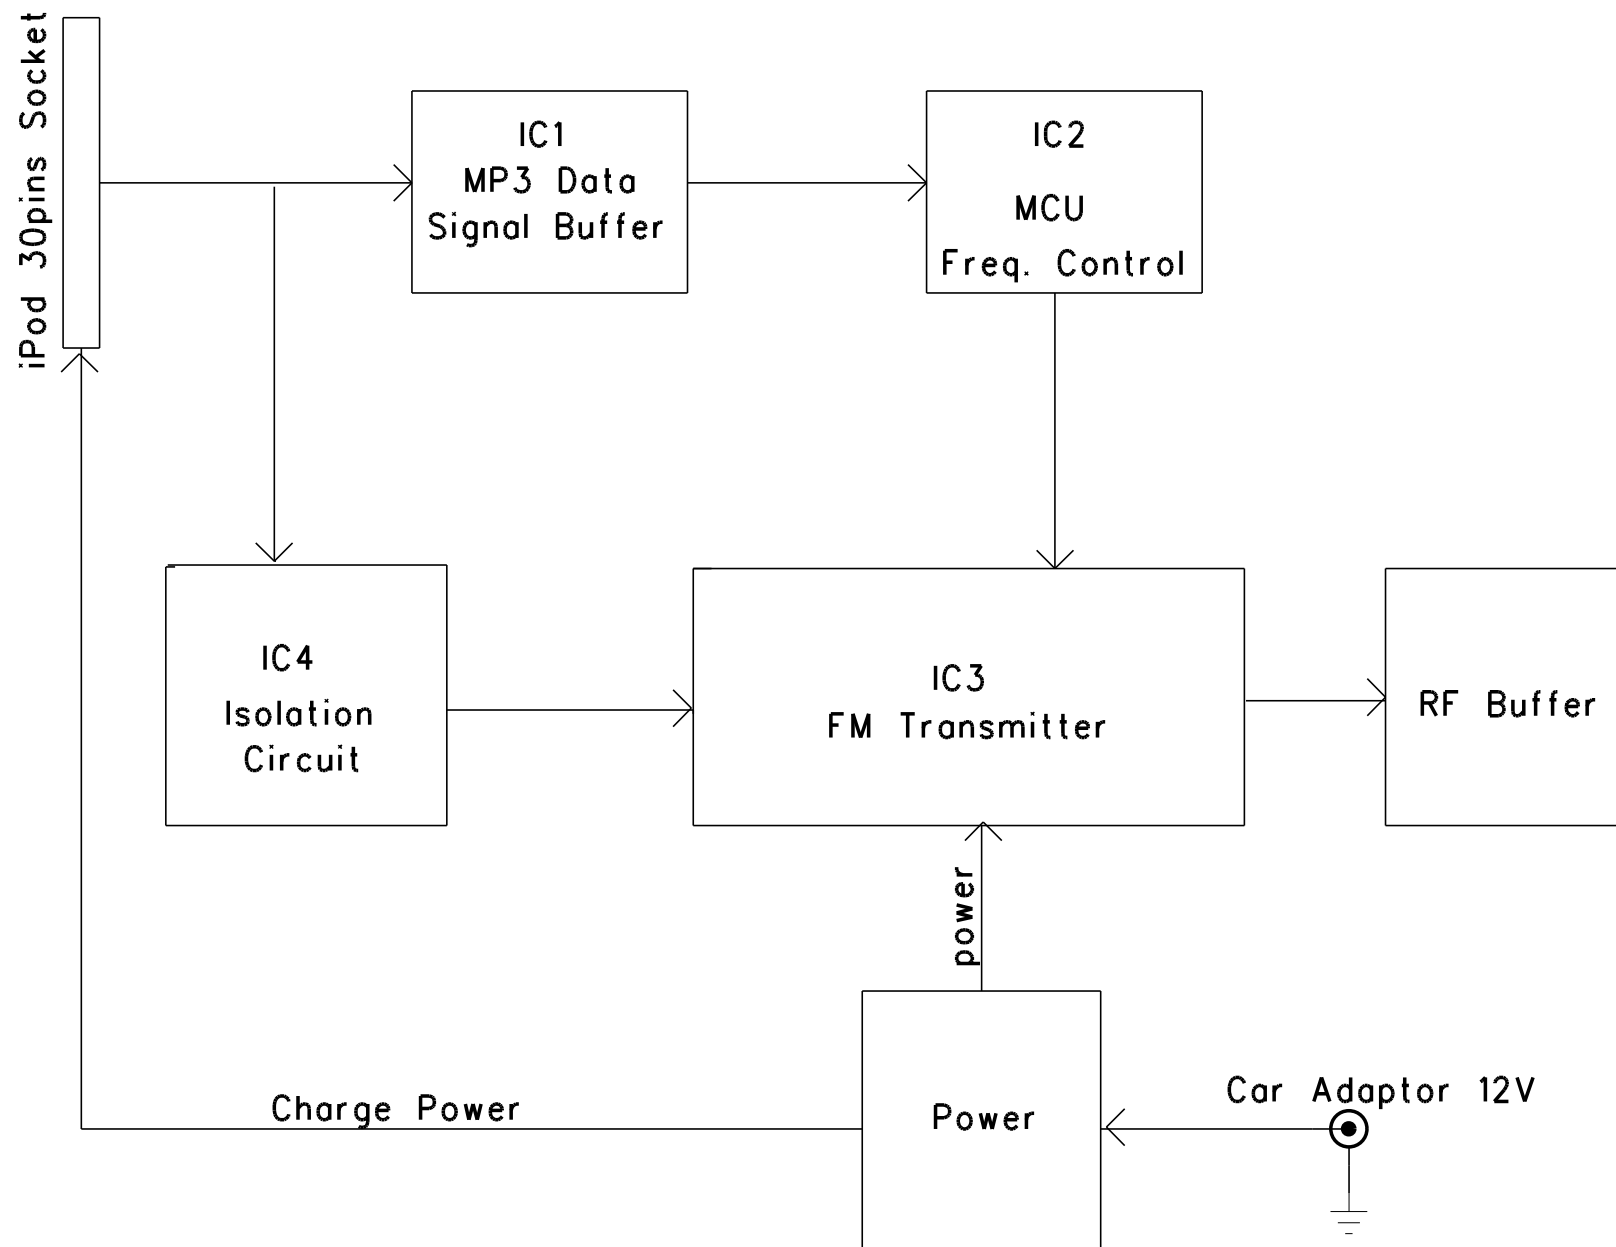 iPod 30pins Socket
IC1
MP3 Data
Signal Buffer
IC2
MCU
Freq. Control
IC4
Isolation
Circuit
IC3
FM Transmitter
RF Buffer
power
Power
Charge Power
Car Adaptor 12V